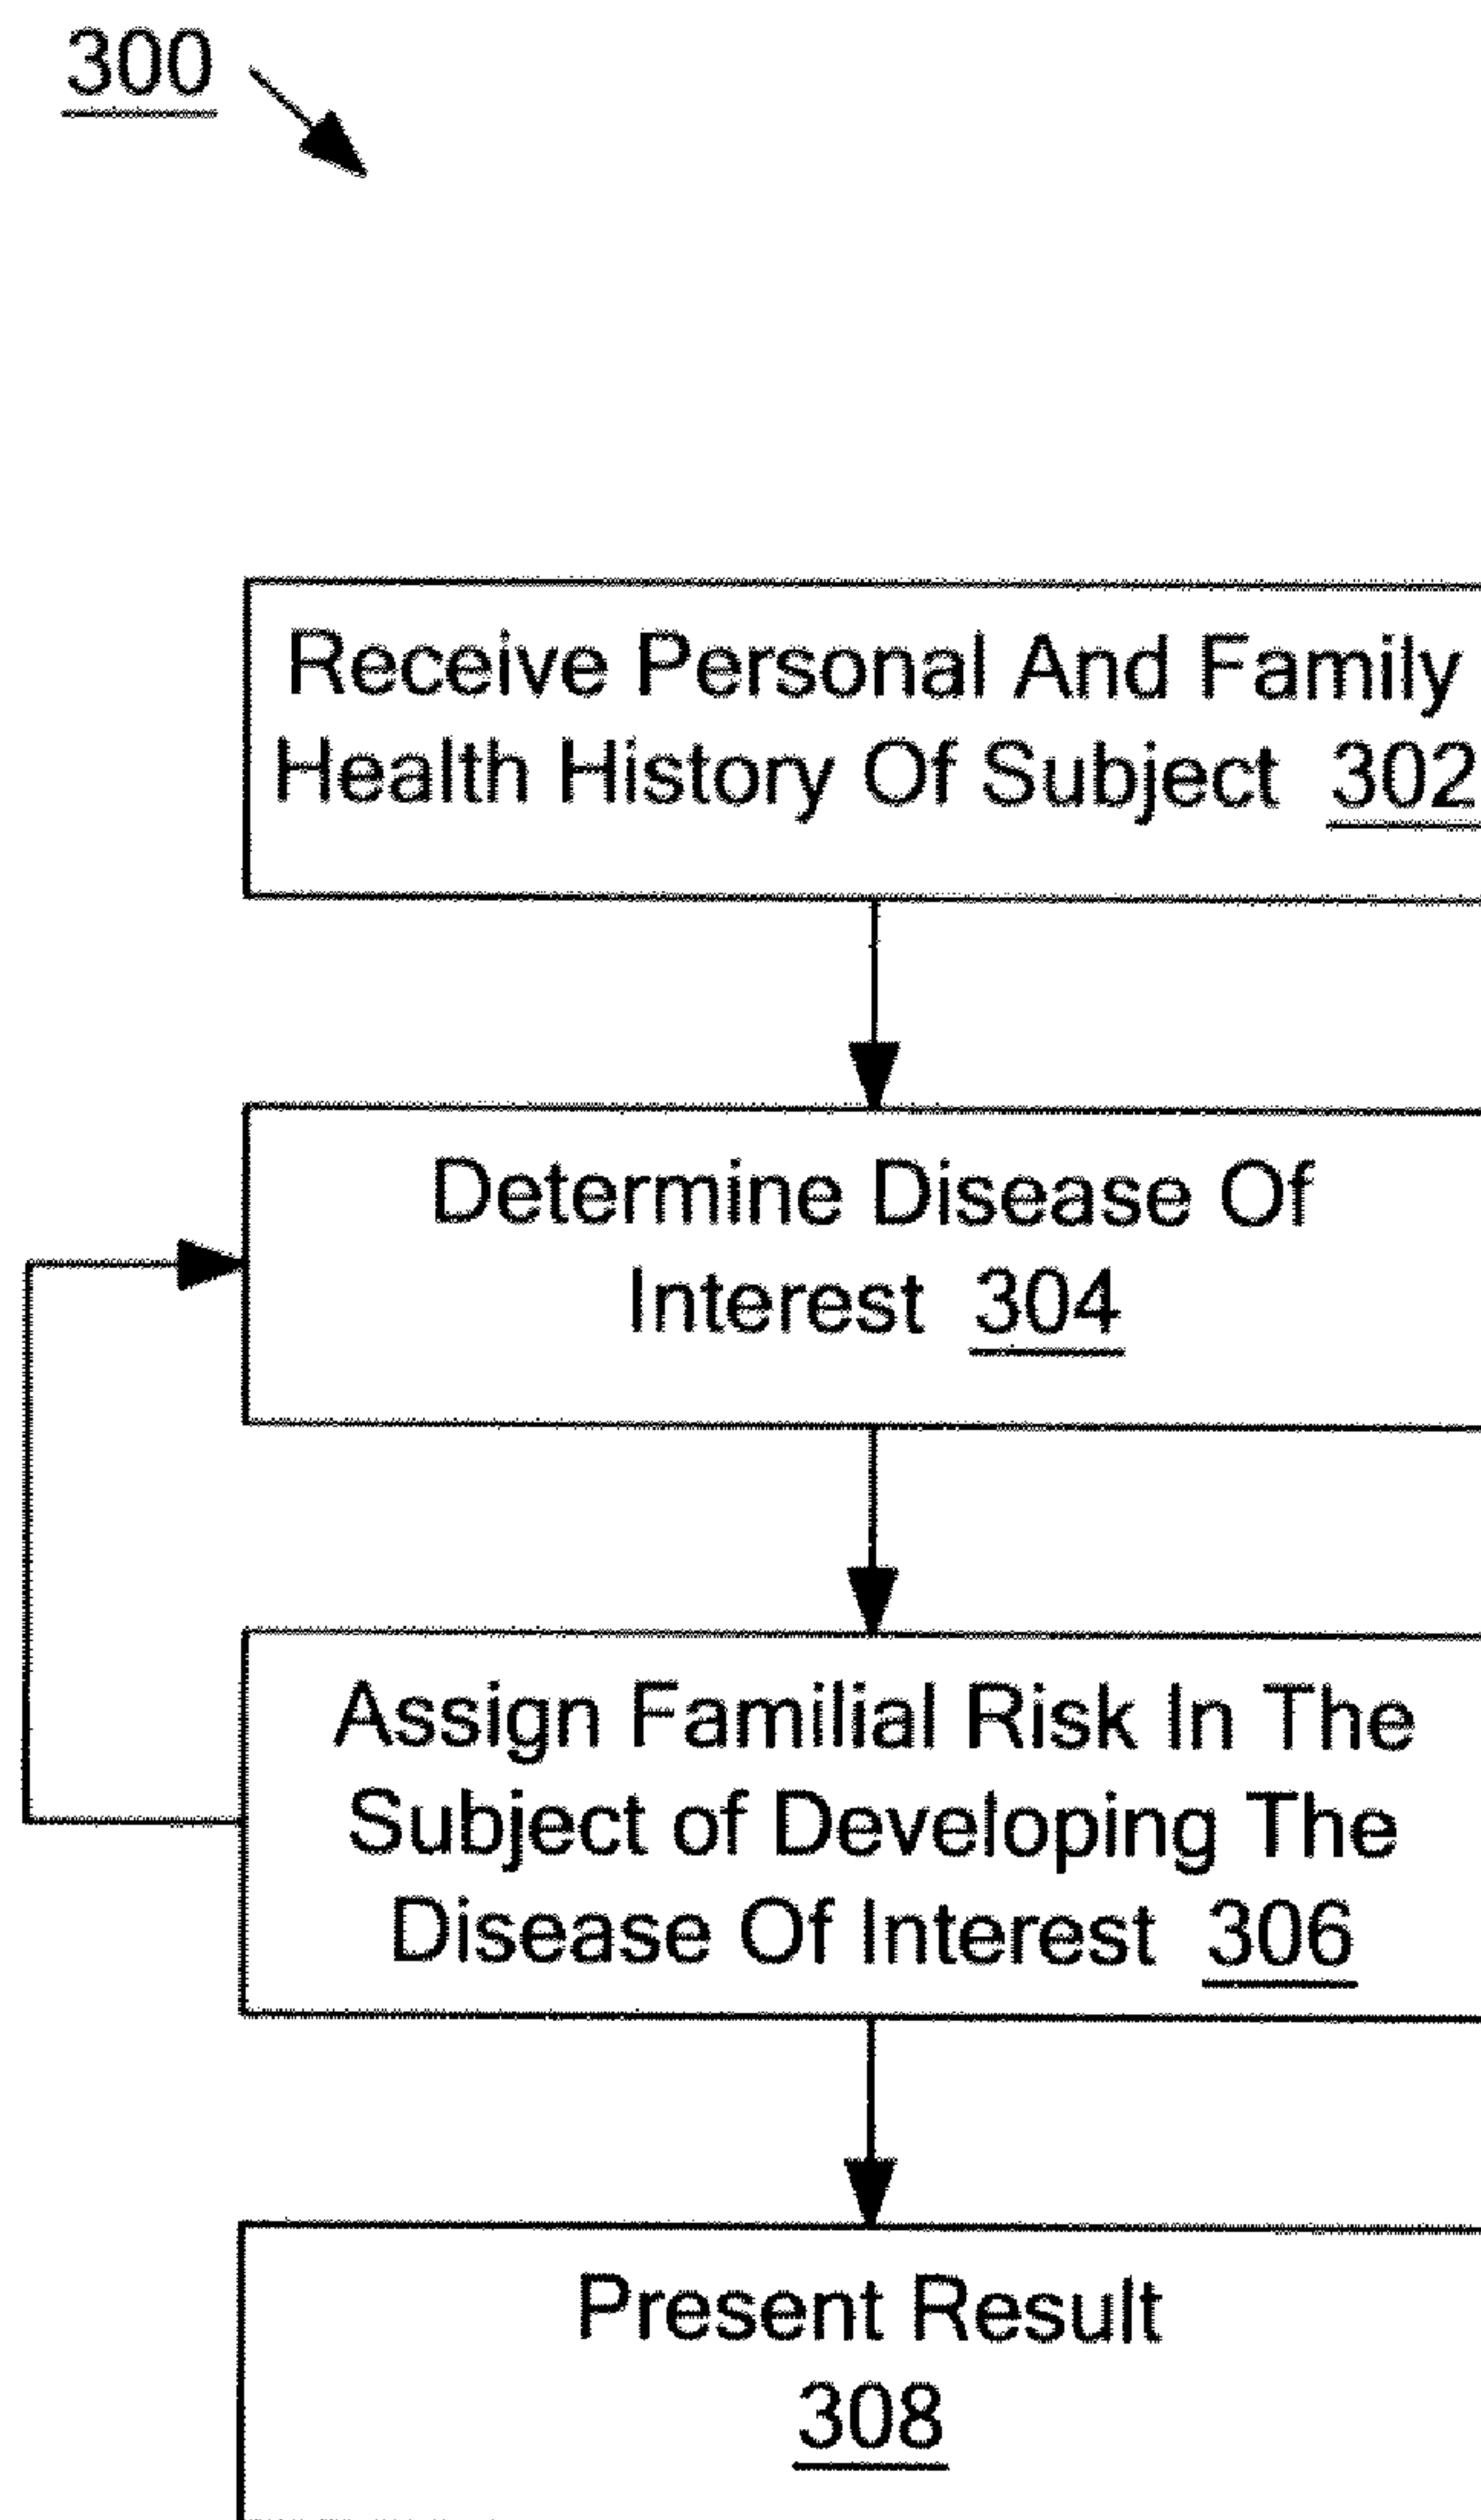 300
Receive Personal And Family
Health History Of Subject 302
Determine Disease Of
Interest 304
Assign Familial Risk In The
Subject of Developing The
Disease Of Interest 306
Present Result
308